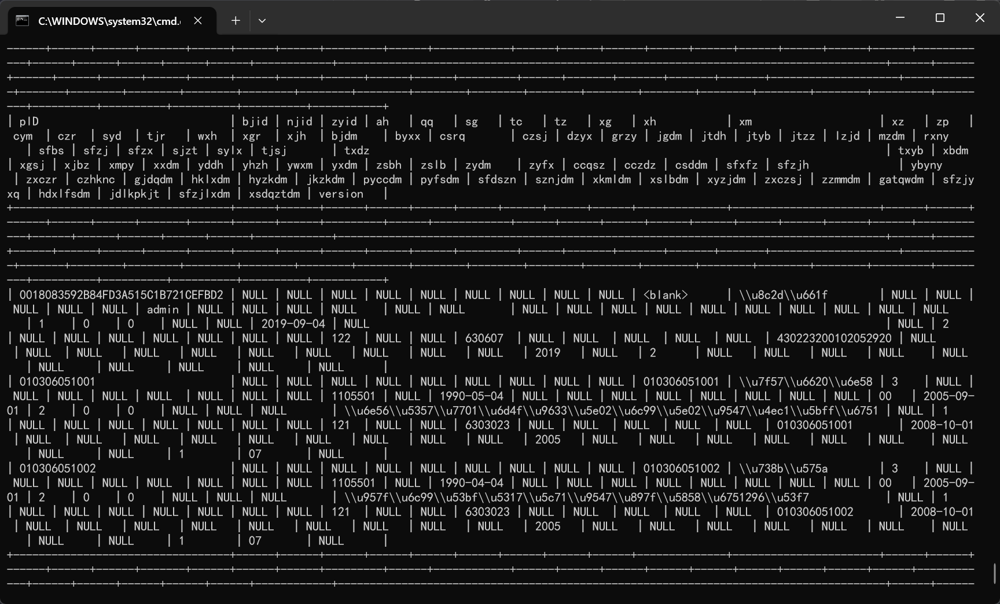 C:\WINDOWS\system32\cmd.
| pID | bjid | njid | zyid | ah | qq | sg | tc | tz | xg | xh | xm | xz | zp |
cym | czr | syd | tjr | wxh | xgr | xjh | bjdm | byxx | csrq | czsj | dzyx | grzy | jgdm | jtdh | jtyb | jtzz | lzjd | mzdm | rxny
| sfbs | sfzj | sfzx | sjzt | sylx | tjsj | txdz | txyb | xbdm
| xgsj | xjbz | xmpy | xxdm | yddh | yhzh | ywxm | yxdm | zsbh | zslb | zydm | zyfx | ccqsz | cczdz | csddm | sfxfz | sfzjh | ybyny
| zxczr | czhknc | gjdqdm | hklxdm | hyzkdm | jkzkdm | pyccdm | pyfsdm | sfdszn | sznjdm | xkmldm | xslbdm | xyzjdm | zxczsj | zzmmdm | gatqwdm | sfzjy
xq | hdxlfsdm | jdlkpkjt | sfzjlxdm | xsdqztdm | version |
| 0018083592B84FD3A515C1B721CEFBD2 | NULL | NULL | NULL | NULL | NULL | NULL | NULL | NULL | NULL | <blank> | \\u8c2d\\u661f | NULL | NULL |
NULL | NULL | NULL | admin | NULL | NULL | NULL | NULL | NULL | NULL | NULL | NULL | NULL | NULL | NULL | NULL | NULL | NULL | NULL | NULL
| 1 | 0 | 0 | NULL | NULL | 2019-09-04 | NULL | NULL | 2
| NULL | NULL | NULL | NULL | NULL | NULL | NULL | 122 | NULL | NULL | 630607 | NULL | NULL | NULL | NULL | NULL | 430223200102052920 | NULL
| NULL | NULL | NULL | NULL | NULL | NULL | NULL | NULL | NULL | 2019 | NULL | 2 | NULL | NULL | NULL | NULL | NULL
| NULL | NULL | NULL | NULL | NULL |
| 010306051001 | NULL | NULL | NULL | NULL | NULL | NULL | NULL | NULL | NULL | 010306051001 | \\u7f57\\u6620\\u6e58 | 3 | NULL |
NULL | NULL | NULL | NULL | NULL | NULL | NULL | 1105501 | NULL | 1990-05-04 | NULL | NULL | NULL | NULL | NULL | NULL | NULL | NULL | 00 | 2005-09-
01 | 2 | 0 | 0 | NULL | NULL | NULL | \\u6e56\\u5357\\u7701\\u6d4f\\u9633\\u5e02\\u6c99\\u5e02\\u9547\\u4ec1\\u5bff\\u6751 | NULL | 1
| NULL | NULL | NULL | NULL | NULL | NULL | NULL | 121 | NULL | NULL | 6303023 | NULL | NULL | NULL | NULL | NULL | 010306051001 | 2008-10-01
| NULL | NULL | NULL | NULL | NULL | NULL | NULL | NULL | NULL | 2005 | NULL | NULL | NULL | NULL | NULL | NULL | NULL
| NULL | NULL | 1 | 07 | NULL |
| 010306051002 | NULL | NULL | NULL | NULL | NULL | NULL | NULL | NULL | NULL | 010306051002 | \\u738b\\u575a | 3 | NULL |
NULL | NULL | NULL | NULL | NULL | NULL | NULL | 1105501 | NULL | 1990-04-04 | NULL | NULL | NULL | NULL | NULL | NULL | NULL | NULL | 00 | 2005-09-
01 | 2 | 0 | 0 | NULL | NULL | NULL | \\u957f\\u6c99\\u53bf\\u5317\\u5c71\\u9547\\u897f\\u5858\\u6751296\\u53f7 | NULL | 1
| NULL | NULL | NULL | NULL | NULL | NULL | NULL | 121 | NULL | NULL | 6303023 | NULL | NULL | NULL | NULL | NULL | 010306051002 | 2008-10-01
| NULL | NULL | NULL | NULL | NULL | NULL | NULL | NULL | NULL | 2005 | NULL | NULL | NULL | NULL | NULL | NULL | NULL
| NULL | NULL | 1 | 07 | NULL |